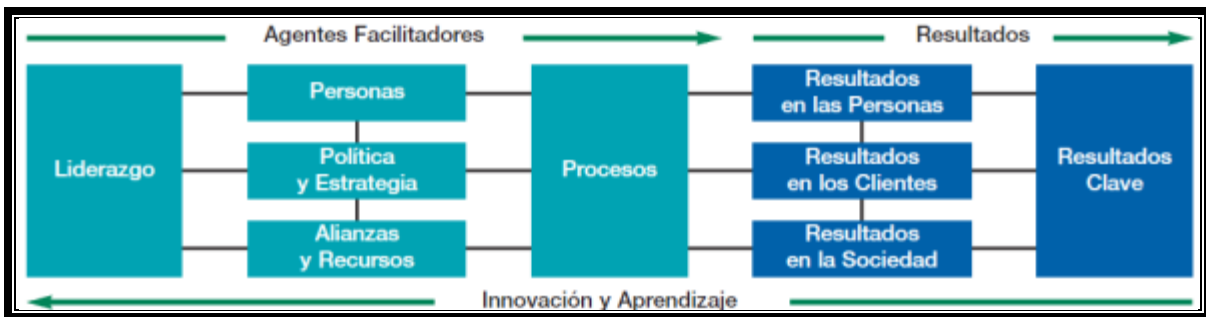 Agentes Facilitadores
Resultados
Liderazgo
Personas
Política
y Estrategia
Alianzas
y Recursos
Procesos
Resultados
en las Personas
Resultados
en los Clientes
Resultados
en la Sociedad
Resultados
Clave
Innovación y Aprendizaje